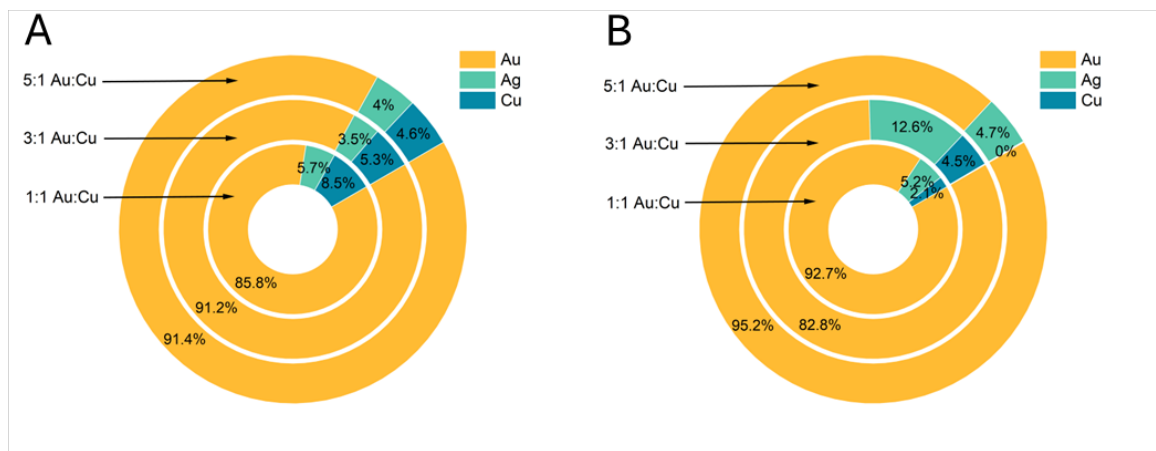 A
5:1 Au:Cu
3:1 Au:Cu
1:1 Au:Cu
Au
Ag
Cu
4%
4.6%
3.5%
5.3%
5.7%
8.5%
85.8%
91.2%
91.4%
B
5:1 Au:Cu
3:1 Au:Cu
1:1 Au:Cu
Au
Ag
Cu
12.6%
4.7%
0%
4.5%
5.2%
2.1%
92.7%
95.2%
82.8%